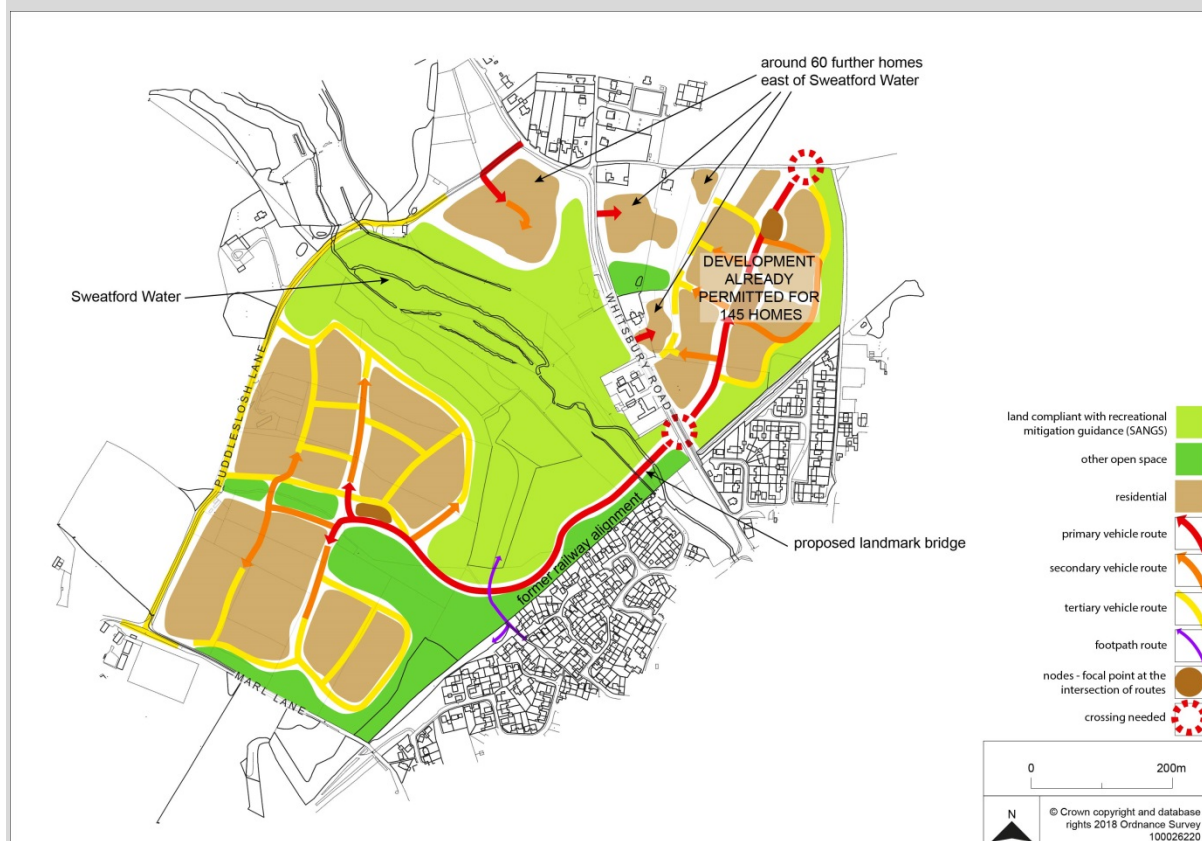 around 60 further homes
east of Sweatford Water
Sweatford Water
DEVELOPMENT
ALREADY
PERMITTED FOR
145 HOMES
WHITSBURY ROAD
PUDDLESLOSH LANE
former railway alignment
proposed landmark bridge
MARL LANE
land compliant with recreational
mitigation guidance (SANGS)
other open space
residential
primary vehicle route
secondary vehicle route
tertiary vehicle route
footpath route
nodes - focal point at the
intersection of routes
crossing needed
0 200m
N
© Crown copyright and database
rights 2018 Ordnance Survey
100026220